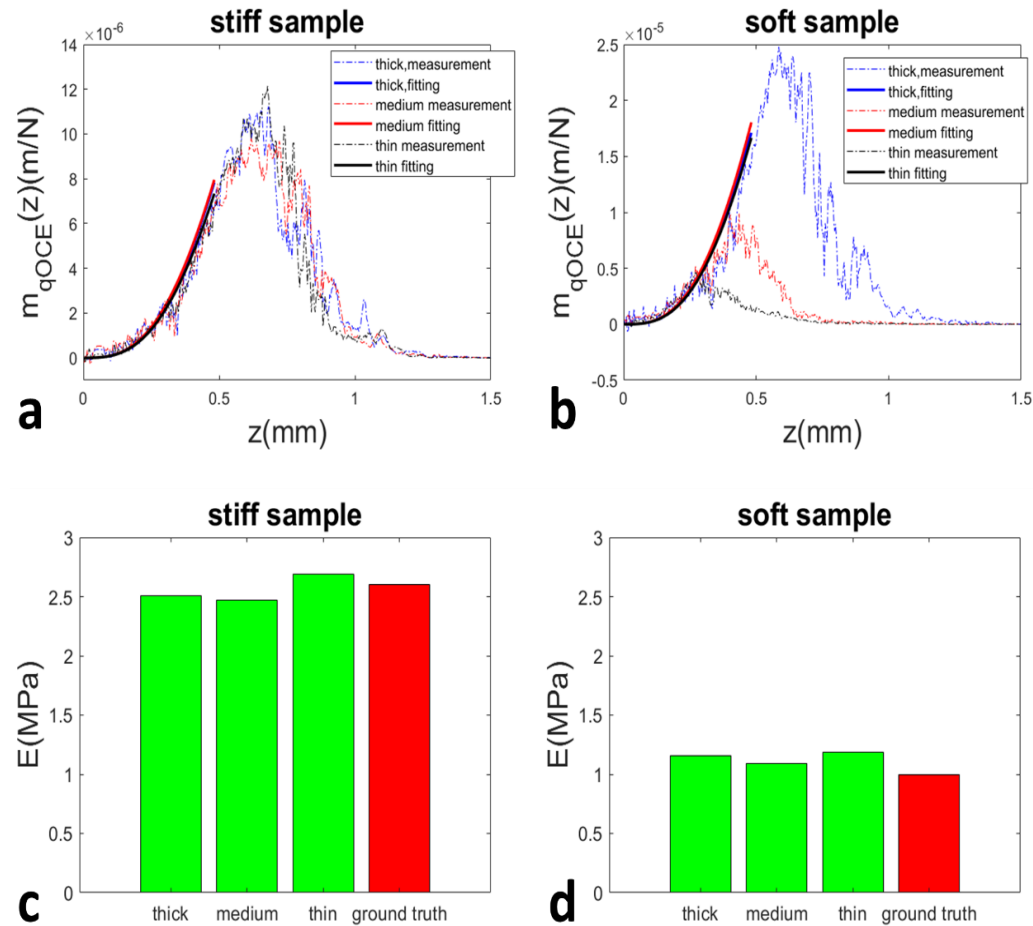 stiff sample
×10⁻⁶
14
12
10
8
6
4
2
0
m_qOCE(z)(m/N)
0
0.5
1
1.5
z(mm)
thick,measurement
thick,fitting
medium measurement
medium fitting
thin measurement
thin fitting
a
soft sample
×10⁻⁵
2.5
2
1.5
1
0.5
0
-0.5
m_qOCE(z)(m/N)
0
0.5
1
1.5
z(mm)
thick,measurement
thick,fitting
medium measurement
medium fitting
thin measurement
thin fitting
b
stiff sample
3
2.5
2
1.5
1
0.5
0
E(MPa)
thick medium thin ground truth
c
soft sample
3
2.5
2
1.5
1
0.5
0
E(MPa)
thick medium thin ground truth
d